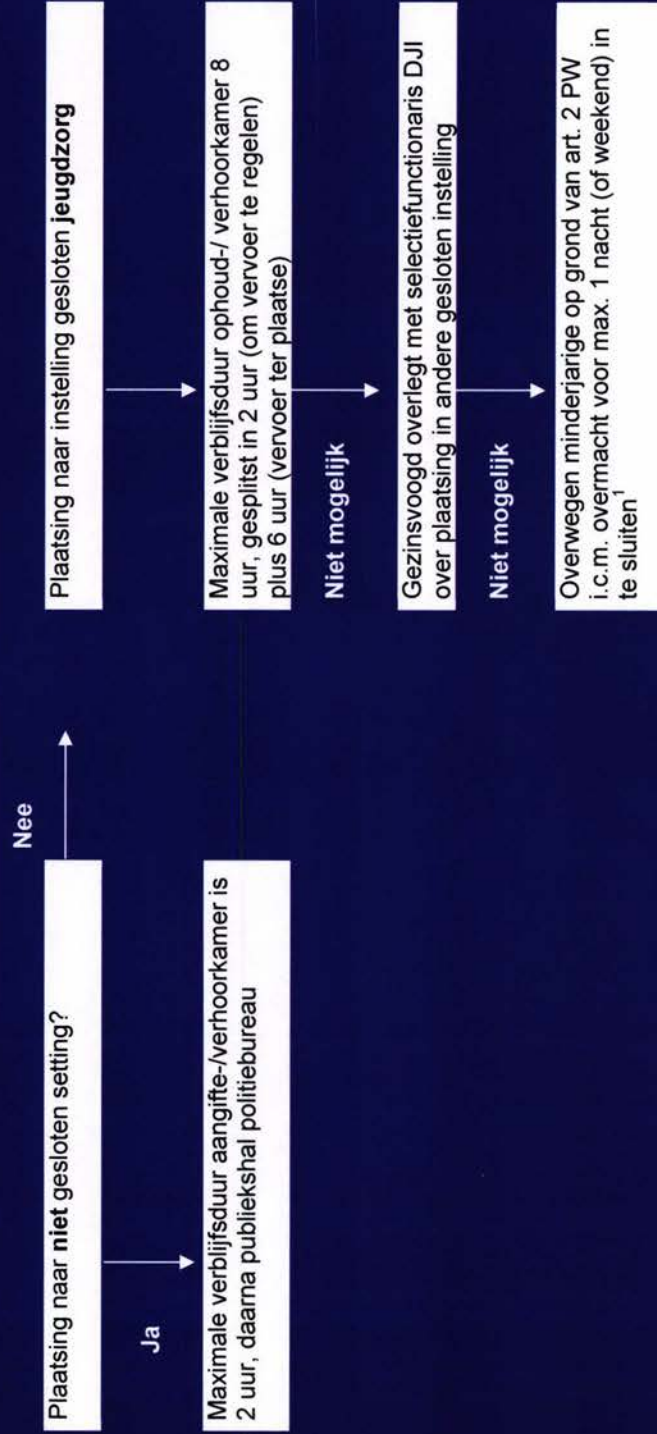 Plaatsing naar niet gesloten setting?
Nee
Ja
Maximale verblijfsduur aangifte-/verhoorkamer is
2 uur, daarna publiekshal politiebureau
Plaatsing naar instelling gesloten jeugdzorg
Maximale verblijfsduur ophoud-/ verhoorkamer 8
uur, gesplitst in 2 uur (om vervoer te regelen)
plus 6 uur (vervoer ter plaatse)
Niet mogelijk
Gezinsvoogd overlegt met selectiefunctionaris DJI
over plaatsing in andere gesloten instelling
Niet mogelijk
Overwegen minderjarige op grond van art. 2 PW
i.c.m. overmacht voor max. 1 nacht (of weekend) in
te sluiten¹